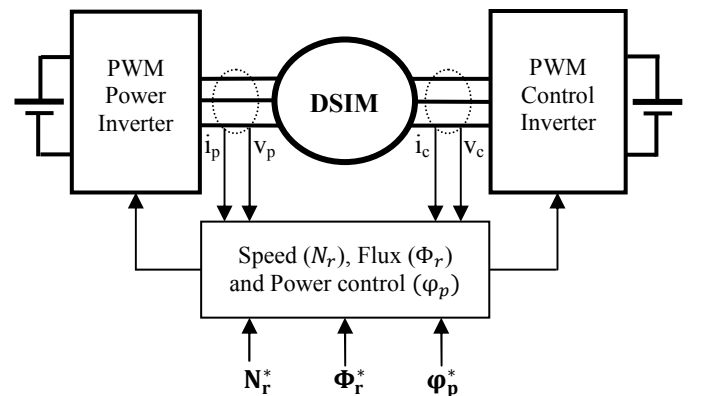 PWM
Power
Inverter
DSIM
PWM
Control
Inverter
i_p v_p
i_c v_c
Speed (N_r), Flux (Φ_r)
and Power control (φ_p)
N_r^* Φ_r^* φ_p^*